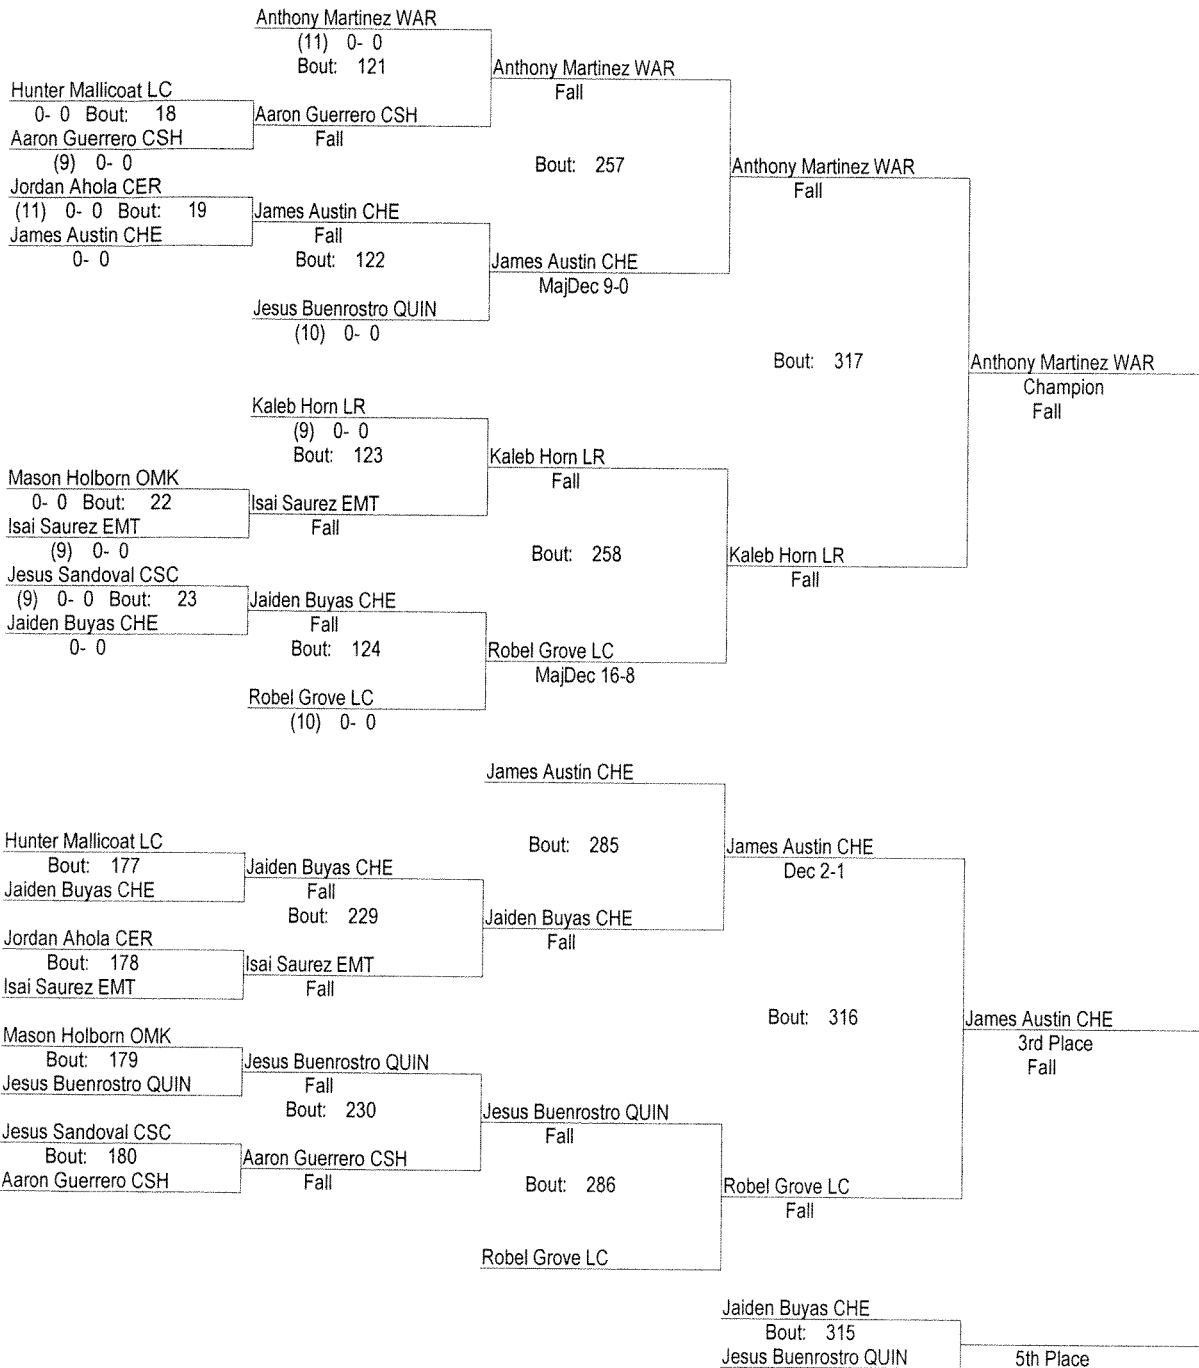 Anthony Martinez WAR
(11) 0- 0
Bout: 121
Anthony Martinez WAR
Fall
Hunter Mallicoat LC
0- 0 Bout: 18
Aaron Guerrero CSH
Fall
Aaron Guerrero CSH
(9) 0- 0
Bout: 257
Anthony Martinez WAR
Fall
Jordan Ahola CER
(11) 0- 0 Bout: 19
James Austin CHE
Fall
James Austin CHE
0- 0
Bout: 122
James Austin CHE
MajDec 9-0
Jesus Buenrostro QUIN
(10) 0- 0
Bout: 317
Anthony Martinez WAR
Champion
Fall
Kaleb Horn LR
(9) 0- 0
Bout: 123
Kaleb Horn LR
Fall
Mason Holborn OMK
0- 0 Bout: 22
Isai Saurez EMT
Fall
Isai Saurez EMT
(9) 0- 0
Bout: 258
Kaleb Horn LR
Fall
Jesus Sandoval CSC
(9) 0- 0 Bout: 23
Jaiden Buyas CHE
Fall
Jaiden Buyas CHE
0- 0
Bout: 124
Robel Grove LC
MajDec 16-8
Robel Grove LC
(10) 0- 0
James Austin CHE
Bout: 285
James Austin CHE
Dec 2-1
Hunter Mallicoat LC
Bout: 177
Jaiden Buyas CHE
Jaiden Buyas CHE
Fall
Bout: 229
Jaiden Buyas CHE
Fall
Jordan Ahola CER
Bout: 178
Isai Saurez EMT
Isai Saurez EMT
Fall
Bout: 316
James Austin CHE
3rd Place
Fall
Mason Holborn OMK
Bout: 179
Jesus Buenrostro QUIN
Jesus Buenrostro QUIN
Fall
Bout: 230
Jesus Buenrostro QUIN
Fall
Jesus Sandoval CSC
Bout: 180
Aaron Guerrero CSH
Aaron Guerrero CSH
Fall
Bout: 286
Robel Grove LC
Fall
Robel Grove LC
Jaiden Buyas CHE
Bout: 315
Jesus Buenrostro QUIN
5th Place